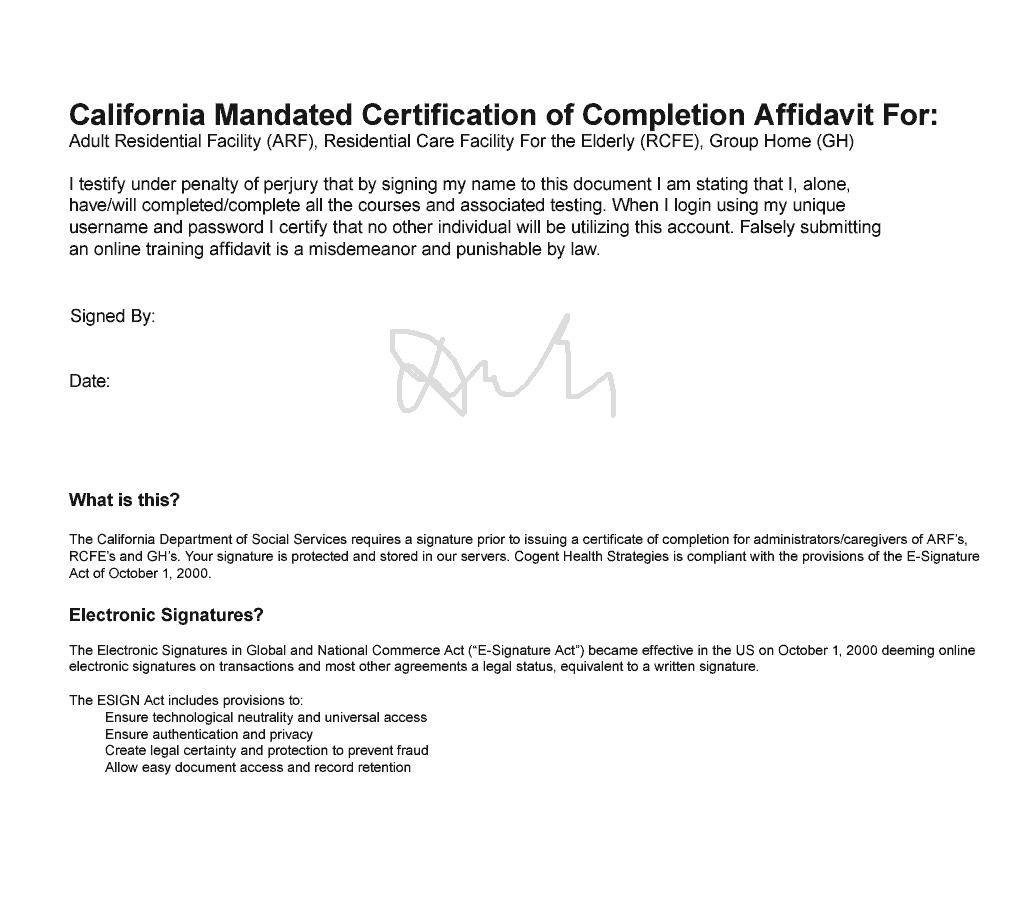 California Mandated Certification of Completion Affidavit For:
Adult Residential Facility (ARF), Residential Care Facility For the Elderly (RCFE), Group Home (GH)
I testify under penalty of perjury that by signing my name to this document I am stating that I, alone,
have/will completed/complete all the courses and associated testing. When I login using my unique
username and password I certify that no other individual will be utilizing this account. Falsely submitting
an online training affidavit is a misdemeanor and punishable by law.
Signed By:
Date:
What is this?
The California Department of Social Services requires a signature prior to issuing a certificate of completion for administrators/caregivers of ARF's,
RCFE's and GH's. Your signature is protected and stored in our servers. Cogent Health Strategies is compliant with the provisions of the E-Signature
Act of October 1, 2000.
Electronic Signatures?
The Electronic Signatures in Global and National Commerce Act (“E-Signature Act”) became effective in the US on October 1, 2000 deeming online
electronic signatures on transactions and most other agreements a legal status, equivalent to a written signature.
The ESIGN Act includes provisions to:
Ensure technological neutrality and universal access
Ensure authentication and privacy
Create legal certainty and protection to prevent fraud
Allow easy document access and record retention